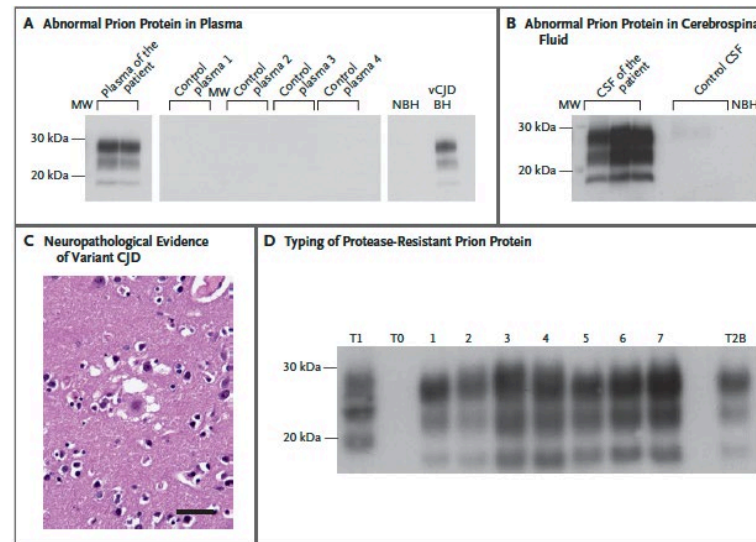 A Abnormal Prion Protein in Plasma
Plasma of the
patient
Control
plasma 1
Control
plasma 2
Control
plasma 3
Control
plasma 4
vCJD
MW
MW
NBH
BH
30 kDa
20 kDa
B Abnormal Prion Protein in Cerebrospina
Fluid
CSF of the
patient
Control CSF
MW
NBH
30 kDa
20 kDa
C Neuropathological Evidence
of Variant CJD
D Typing of Protease-Resistant Prion Protein
T1 T0 1 2 3 4 5 6 7 T2B
30 kDa
20 kDa